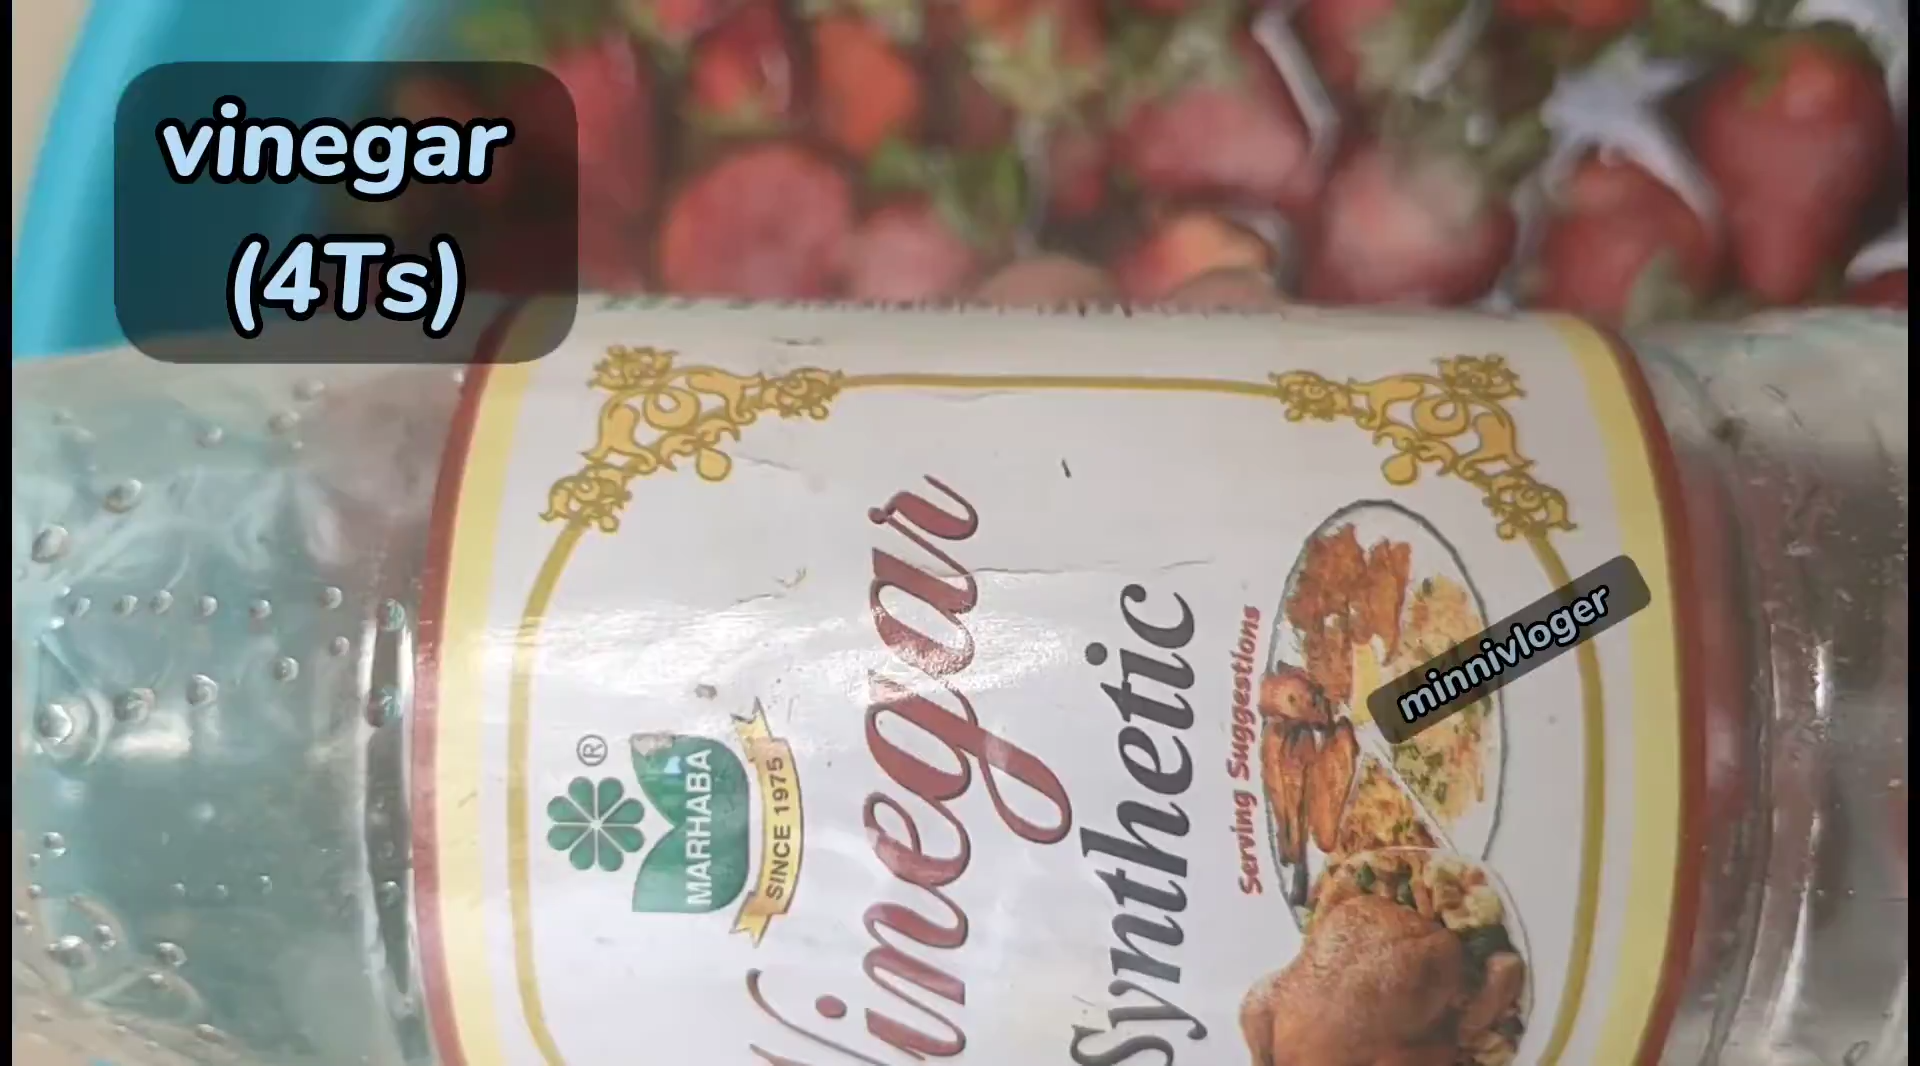 vinegar
(4Ts)
®
MARHABA
SINCE 1975
Vinegar
Synthetic
Serving Suggestions
minnivloger